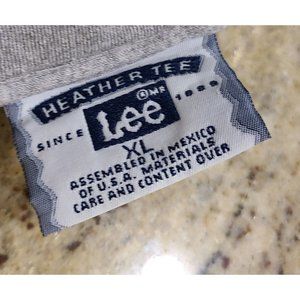 HEATHER TEE
® MR
SINCE Lee 1889
XL
ASSEMBLED IN MEXICO
OF U.S.A. MATERIALS
CARE AND CONTENT OVER